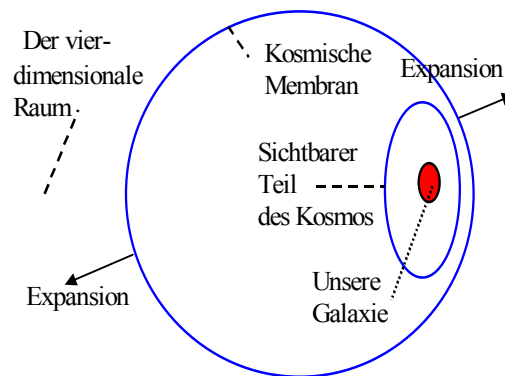 Der vier-
dimensionale
Raum
Kosmische
Membran
Expansion
Sichtbarer
Teil
des Kosmos
Expansion
Unsere
Galaxie